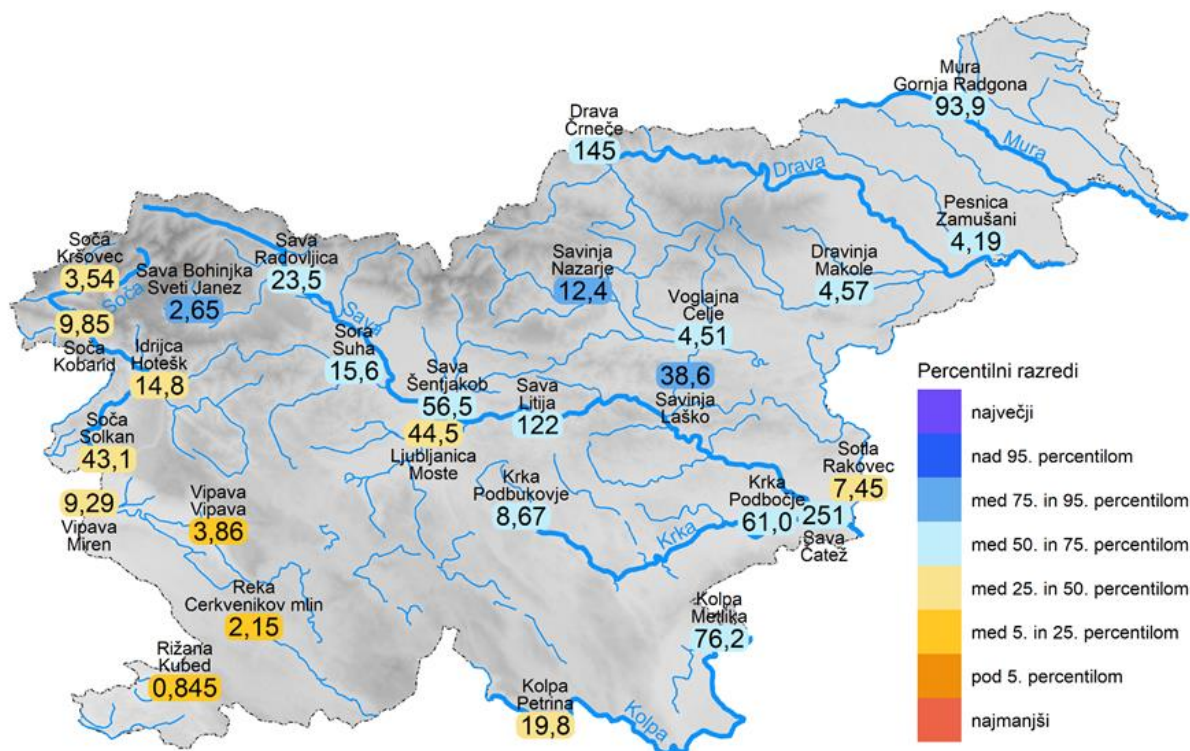 Mura
Gornja Radgona
93,9
Mura
Drava
Črneče
145
Drava
Pesnica
Zamušani
4,19
Soča
Kršovec
3,54
Sava Bohinjka
Sveti Janez
2,65
Sava
Radovljica
23,5
Savinja
Nazarje
12,4
Dravinja
Makole
4,57
Soča
9,85
Soča
Kobarid
Sava
Voglajna
Celje
4,51
Idrijca
Hotešk
14,8
Sora
Suha
15,6
Sava
Šentjakob
56,5
Sava
Litija
122
38,6
Savinja
Laško
44,5
Ljubljanica
Moste
Soča
Solkan
43,1
Sotla
Rakovec
7,45
9,29
Vipava
Miren
Vipava
Vipava
3,86
Krka
Podbukovje
8,67
Krka
Krka
Podbočje
61,0
251
Sava
Čatež
Reka
Cerkvenikov mlin
2,15
Kolpa
Metlika
76,2
Rižana
Kubed
0,845
Kolpa
Petrina
19,8
Kolpa
Percentilni razredi
največji
nad 95. percentilom
med 75. in 95. percentilom
med 50. in 75. percentilom
med 25. in 50. percentilom
med 5. in 25. percentilom
pod 5. percentilom
najmanjši